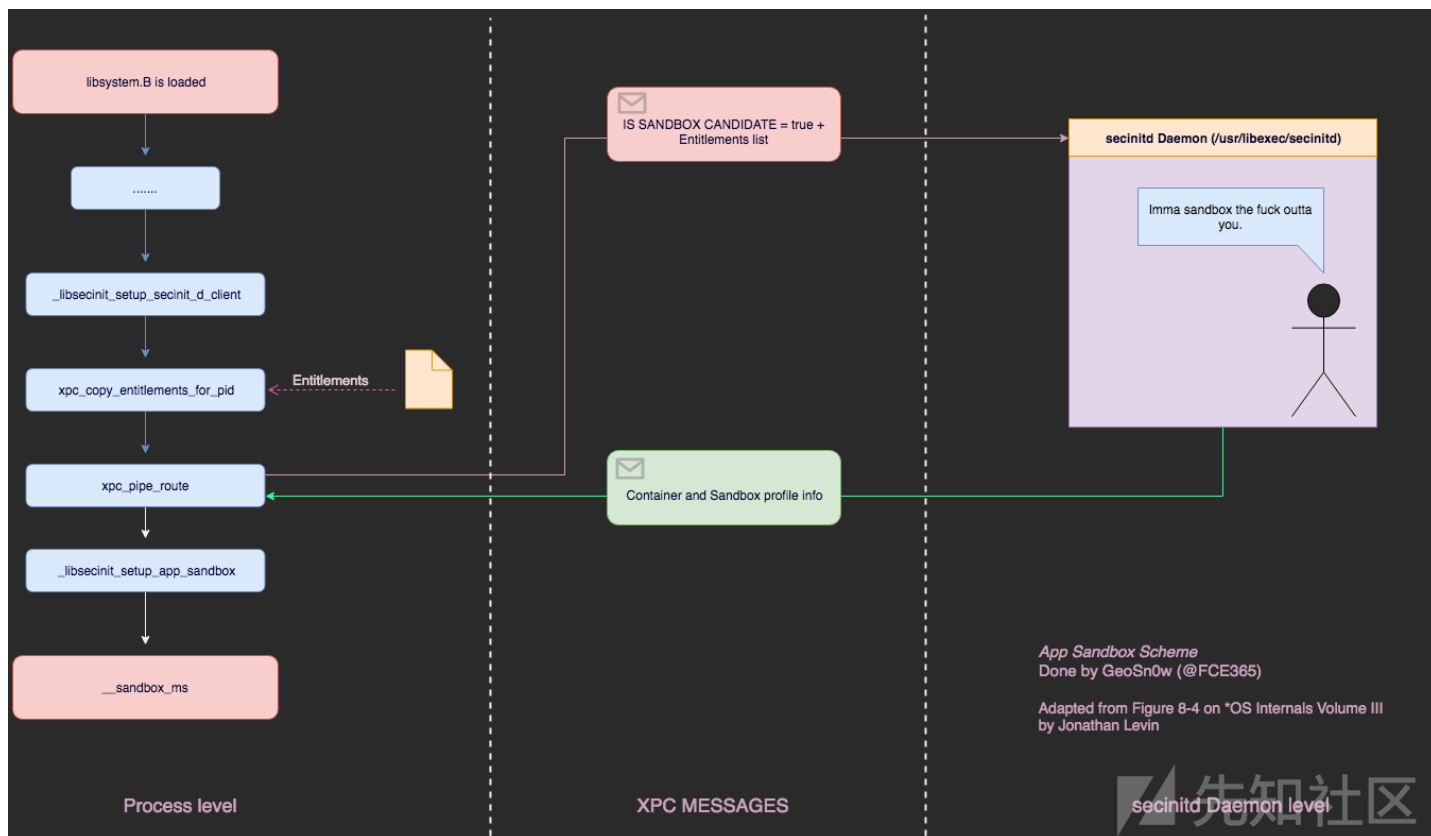 libsystem.B is loaded
.......
_libsecinit_setup_secinit_d_client
xpc_copy_entitlements_for_pid
Entitlements
xpc_pipe_route
_libsecinit_setup_app_sandbox
__sandbox_ms
Process level
IS SANDBOX CANDIDATE = true +
Entitlements list
Container and Sandbox profile info
XPC MESSAGES
secinitd Daemon (/usr/libexec/secinitd)
Imma sandbox the fuck outta
you.
App Sandbox Scheme
Done by GeoSn0w (@FCE365)
Adapted from Figure 8-4 on *OS Internals Volume III
by Jonathan Levin
secinitd Daemon level
先知社区